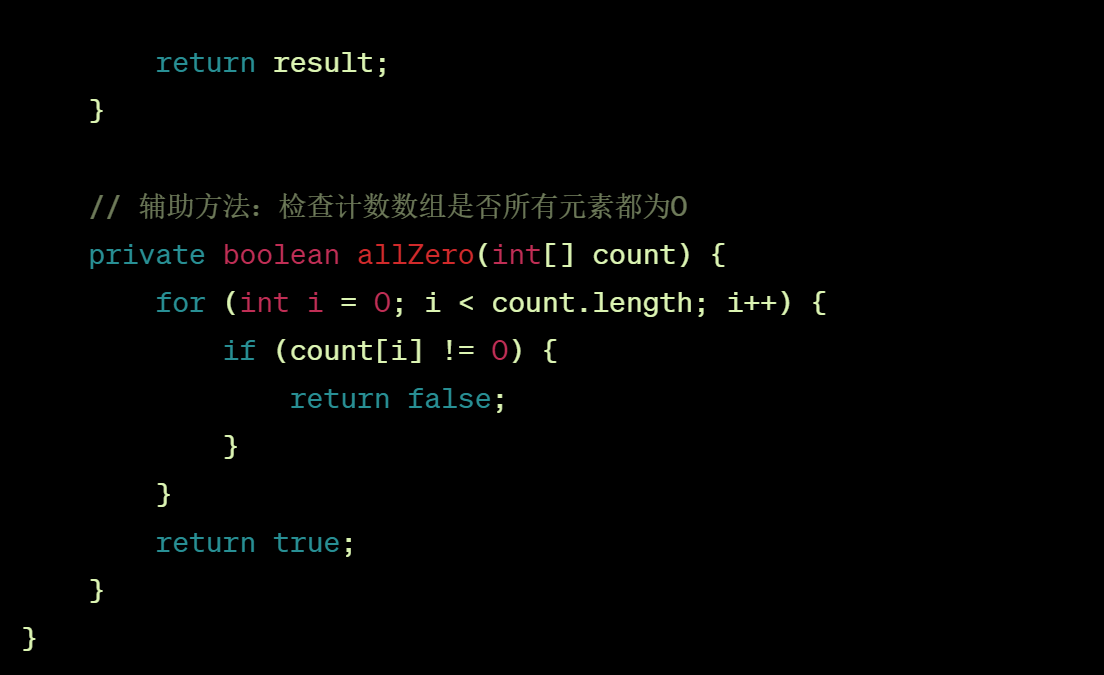 return result;
}
// 辅助方法：检查计数数组是否所有元素都为0
private boolean allZero(int[] count) {
for (int i = 0; i < count.length; i++) {
if (count[i] != 0) {
return false;
}
}
return true;
}
}